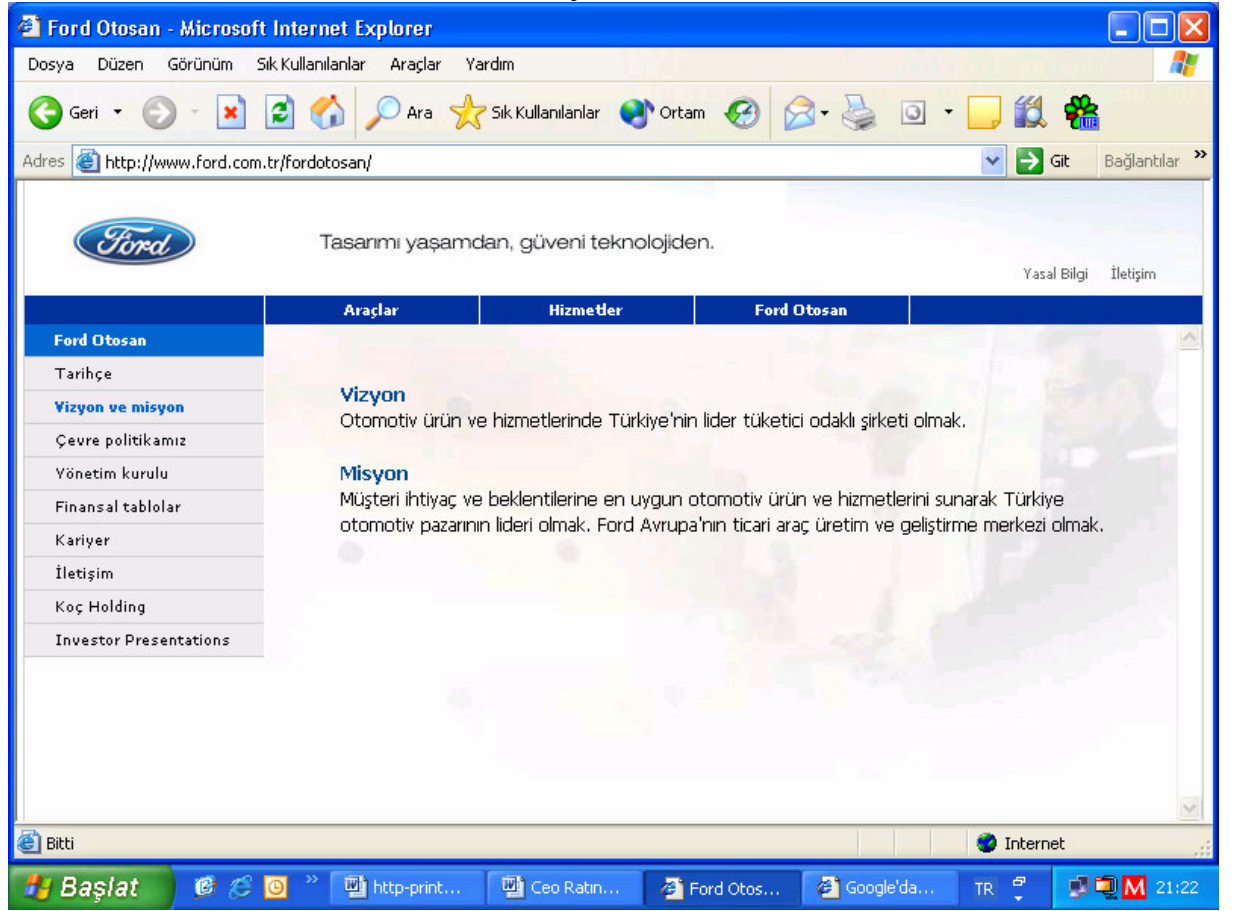 Ford Otosan - Microsoft Internet Explorer
Dosya Düzen Görünüm Sık Kullanılanlar Araçlar Yardım
Geri Ara Sık Kullanılanlar Ortam LITE
Adres http://www.ford.com.tr/fordotosan/ Git Bağlantılar »
Ford Tasarımı yaşamdan, güveni teknolojiden.
Yasal Bilgi İletişim
Araçlar Hizmetler Ford Otosan
Ford Otosan
Tarihçe
Vizyon ve misyon
Çevre politikamız
Yönetim kurulu
Finansal tablolar
Kariyer
İletişim
Koç Holding
Investor Presentations
Vizyon
Otomotiv ürün ve hizmetlerinde Türkiye'nin lider tüketici odaklı şirketi olmak.
Misyon
Müşteri ihtiyaç ve beklentilerine en uygun otomotiv ürün ve hizmetlerini sunarak Türkiye
otomotiv pazarının lideri olmak. Ford Avrupa'nın ticari araç üretim ve geliştirme merkezi olmak.
Bitti Internet
Başlat » http-print... Ceo Ratın... Ford Otos... Google'da... TR M 21:22